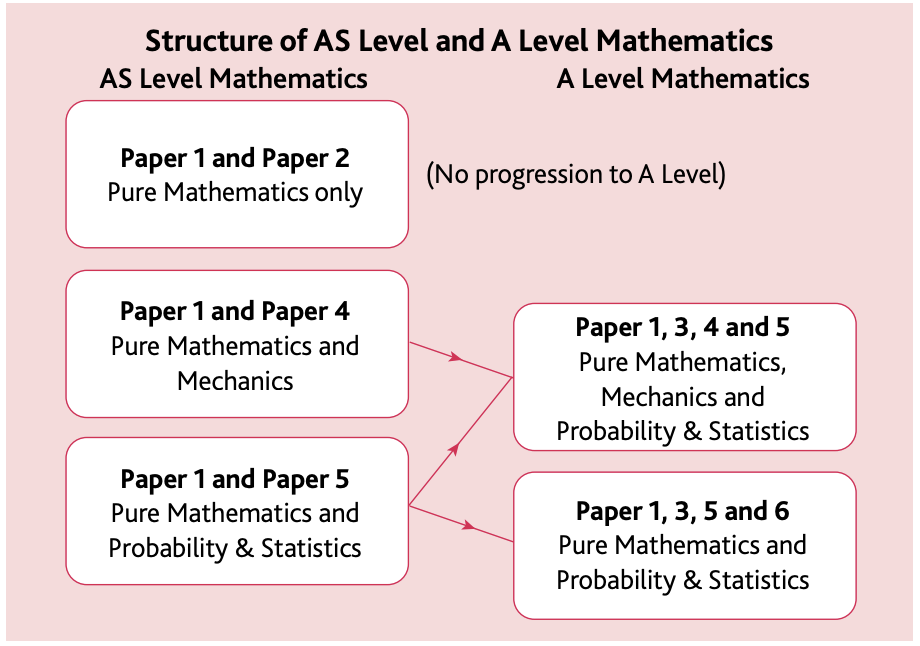 Structure of AS Level and A Level Mathematics
AS Level Mathematics
A Level Mathematics
Paper 1 and Paper 2
Pure Mathematics only
(No progression to A Level)
Paper 1 and Paper 4
Pure Mathematics and
Mechanics
Paper 1 and Paper 5
Pure Mathematics and
Probability & Statistics
Paper 1, 3, 4 and 5
Pure Mathematics,
Mechanics and
Probability & Statistics
Paper 1, 3, 5 and 6
Pure Mathematics and
Probability & Statistics